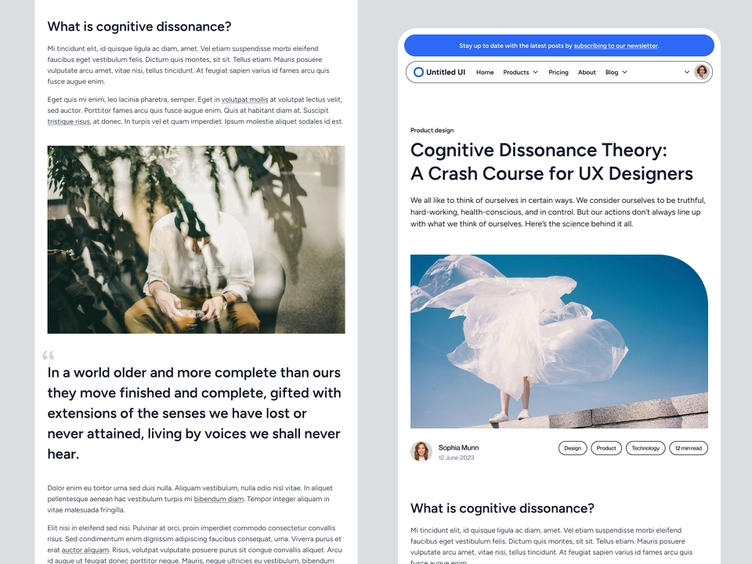 What is cognitive dissonance?
Mi tincidunt elit, id quisque ligula ac diam, amet. Vel etiam suspendisse morbi eleifend
faucibus eget vestibulum felis. Dictum quis montes, sit sit. Tellus etiam. Mauris posuere
vulputate arcu amet, vitae nisi, tellus tincidunt. At feugiat sapien varius id fames arcu quis
fusce augue enim.
Eget quis mi enim, leo lacinia pharetra, semper. Eget in volutpat mollis at volutpat lectus velit,
sed auctor. Porttitor fames arcu quis fusce augue enim. Quis at habitant diam at. Suscipit
tristique risus, at donec. In turpis vel et quam imperdiet. Ipsum molestie aliquet sodales id est.
“
In a world older and more complete than ours
they move finished and complete, gifted with
extensions of the senses we have lost or
never attained, living by voices we shall never
hear.
Dolor enim eu tortor urna sed duis nulla. Aliquam vestibulum, nulla odio nisl vitae. In aliquet
pellentesque aenean hac vestibulum turpis mi bibendum diam. Tempor integer aliquam in
vitae malesuada fringilla.
Elit nisi in eleifend sed nisi. Pulvinar at orci, proin imperdiet commodo consectetur convallis
risus. Sed condimentum enim dignissim adipiscing faucibus consequat, urna. Viverra purus et
erat auctor aliquam. Risus, volutpat vulputate posuere purus sit congue convallis aliquet. Arcu
id augue ut feugiat donec porttitor neque. Mauris, neque ultricies eu vestibulum, bibendum
Stay up to date with the latest posts by subscribing to our newsletter.
Untitled UI Home Products Pricing About Blog
Product design
Cognitive Dissonance Theory:
A Crash Course for UX Designers
We all like to think of ourselves in certain ways. We consider ourselves to be truthful,
hard-working, health-conscious, and in control. But our actions don't always line up
with what we think of ourselves. Here's the science behind it all.
Sophia Munn
12 June 2023
Design Product Technology 12 min read
What is cognitive dissonance?
Mi tincidunt elit, id quisque ligula ac diam, amet. Vel etiam suspendisse morbi eleifend
faucibus eget vestibulum felis. Dictum quis montes, sit sit. Tellus etiam. Mauris posuere
vulputate arcu amet, vitae nisi, tellus tincidunt. At feugiat sapien varius id fames arcu quis
fusce augue enim.